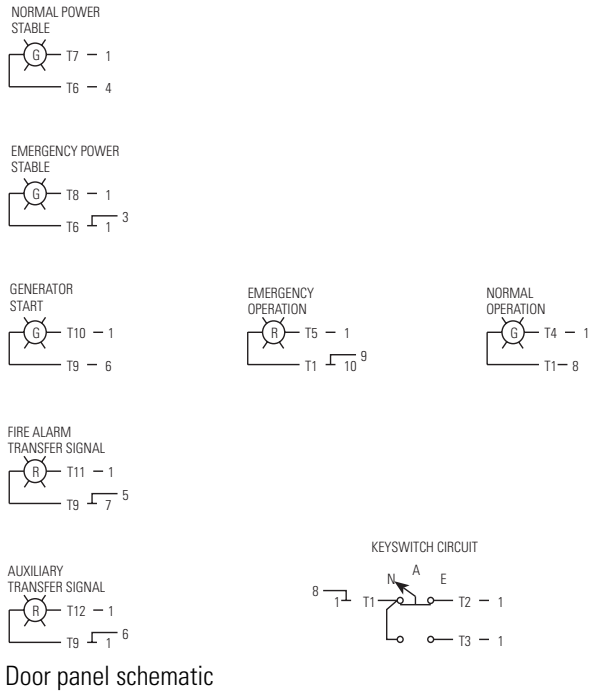 NORMAL POWER
STABLE
G T7 – 1
T6 – 4
EMERGENCY POWER
STABLE
G T8 – 1
T6 1 3
GENERATOR
START
G T10 – 1
T9 – 6
EMERGENCY
OPERATION
R T5 – 1
T1 10 9
NORMAL
OPERATION
G T4 – 1
T1 – 8
FIRE ALARM
TRANSFER SIGNAL
R T11 – 1
T9 7 5
AUXILIARY
TRANSFER SIGNAL
R T12 – 1
T9 1 6
KEYSWITCH CIRCUIT
N A E
8 1 T1 T2 – 1
T3 – 1
Door panel schematic